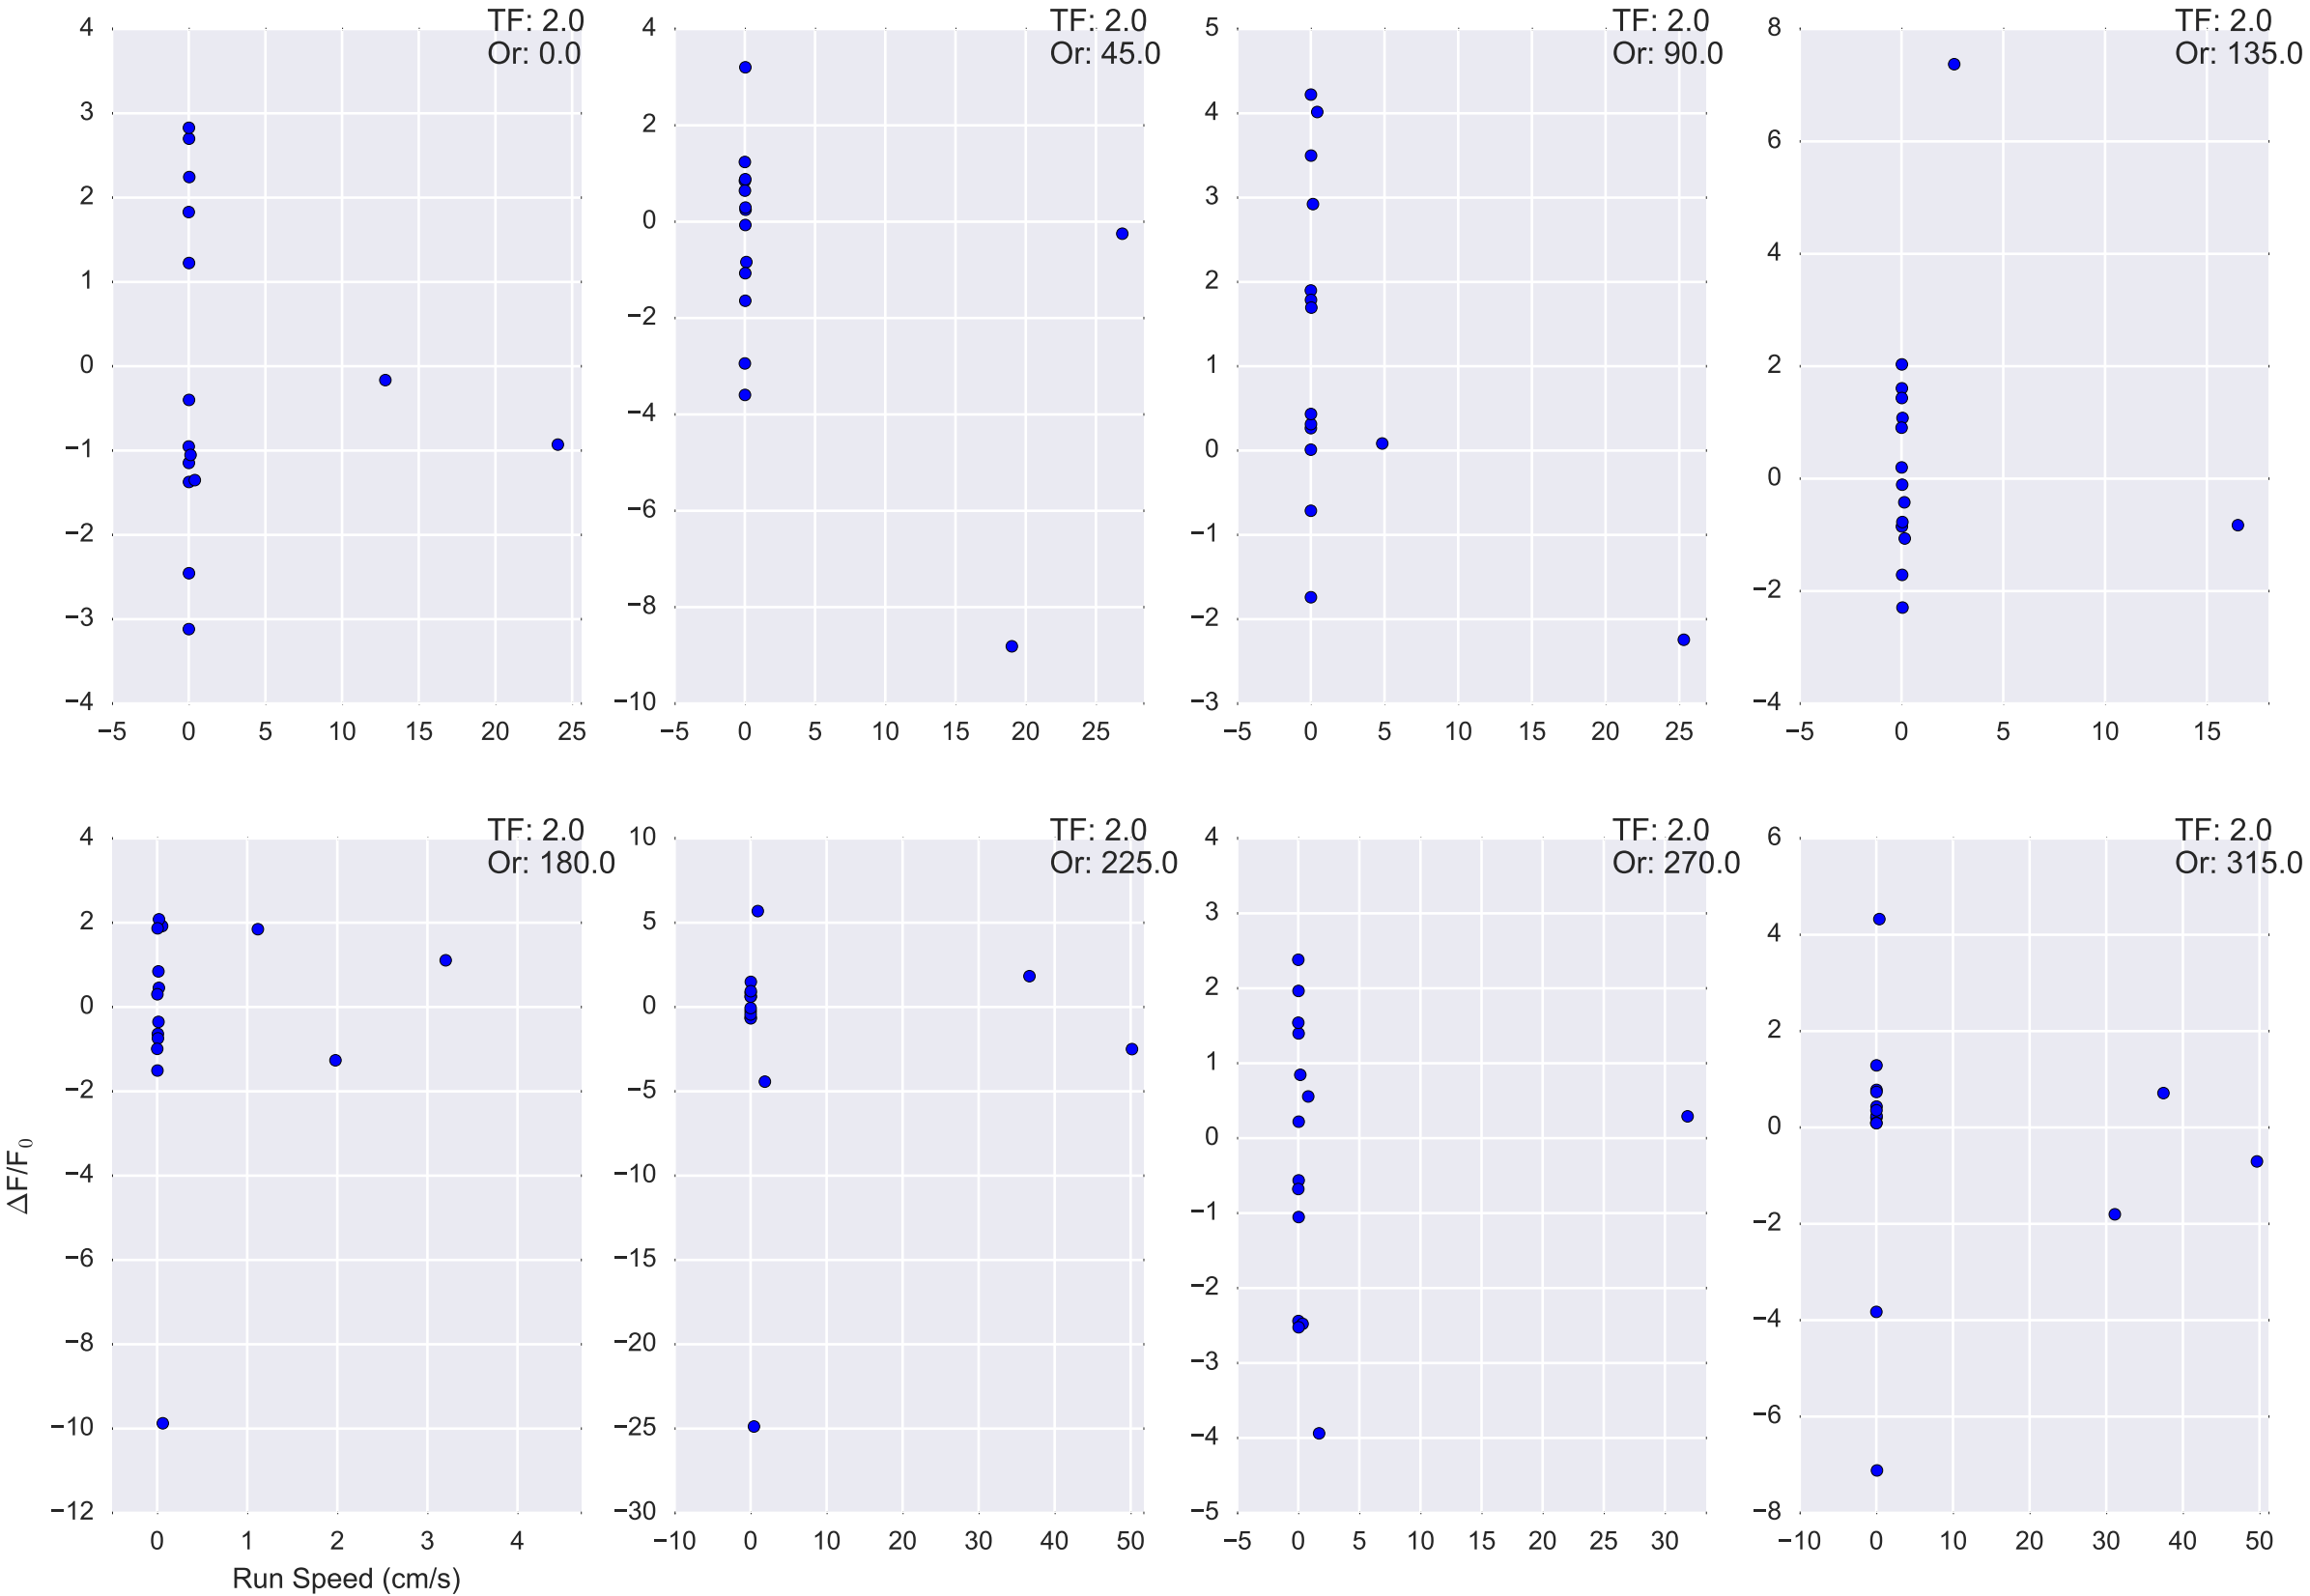 TF: 2.0
Or: 0.0
4
3
2
1
0
−1
−2
−3
−4
−5 0 5 10 15 20 25
TF: 2.0
Or: 45.0
4
2
0
−2
−4
−6
−8
−10
−5 0 5 10 15 20 25
TF: 2.0
Or: 90.0
5
4
3
2
1
0
−1
−2
−3
−5 0 5 10 15 20 25
TF: 2.0
Or: 135.0
8
6
4
2
0
−2
−4
−5 0 5 10 15
TF: 2.0
Or: 180.0
4
2
0
−2
−4
−6
−8
−10
−12
0 1 2 3 4
Run Speed (cm/s)
ΔF/F₀
TF: 2.0
Or: 225.0
10
5
0
−5
−10
−15
−20
−25
−30
−10 0 10 20 30 40 50
TF: 2.0
Or: 270.0
4
3
2
1
0
−1
−2
−3
−4
−5
−5 0 5 10 15 20 25 30
TF: 2.0
Or: 315.0
6
4
2
0
−2
−4
−6
−8
−10 0 10 20 30 40 50